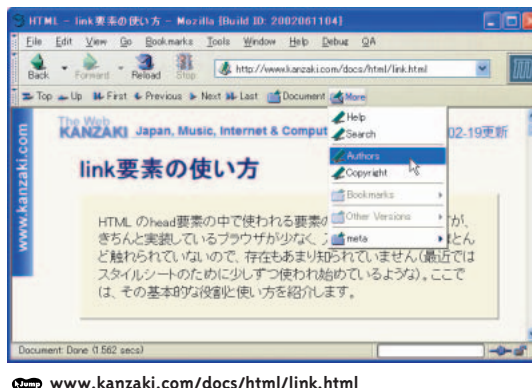 HTML - link要素の使い方 - Mozilla {Build ID: 2002061104}
File Edit View Go Bookmarks Tools Window Help Debug QA
Back Forward Reload Stop http://www.kanzaki.com/docs/html/link.html
Top Up First Previous Next Last Document More
The Web
KANZAKI Japan, Music, Internet & Comput
02-19更新
Help
Search
Authors
Copyright
Bookmarks
Other Versions
meta
www.kanzaki.com
link要素の使い方
HTML のhead要素の中で使われる要素の
が、
きちんと実装しているブラウザが少なく、
ほとん
ど触れられていないので、存在もあまり知られていません(最近では
スタイルシートのために少しずつ使われ始めているような)。ここで
は、その基本的な役割と使い方を紹介します。
Document: Done (1.562 secs)
Jump www.kanzaki.com/docs/html/link.html